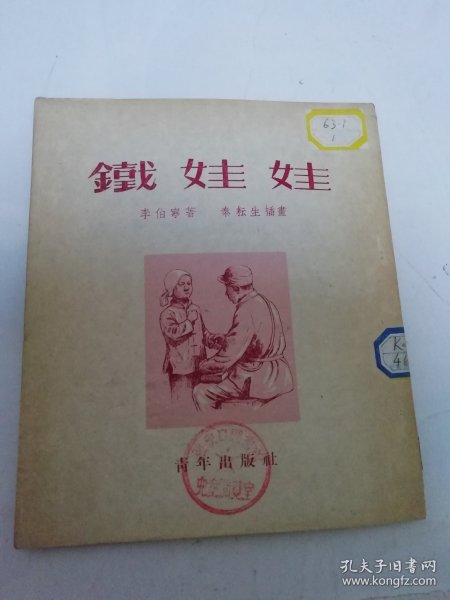 63-1
1
鐵娃娃
李伯寧著 秦耘生插畫
K
46
青年出版社
孔夫子旧书网
www.kongfz.com